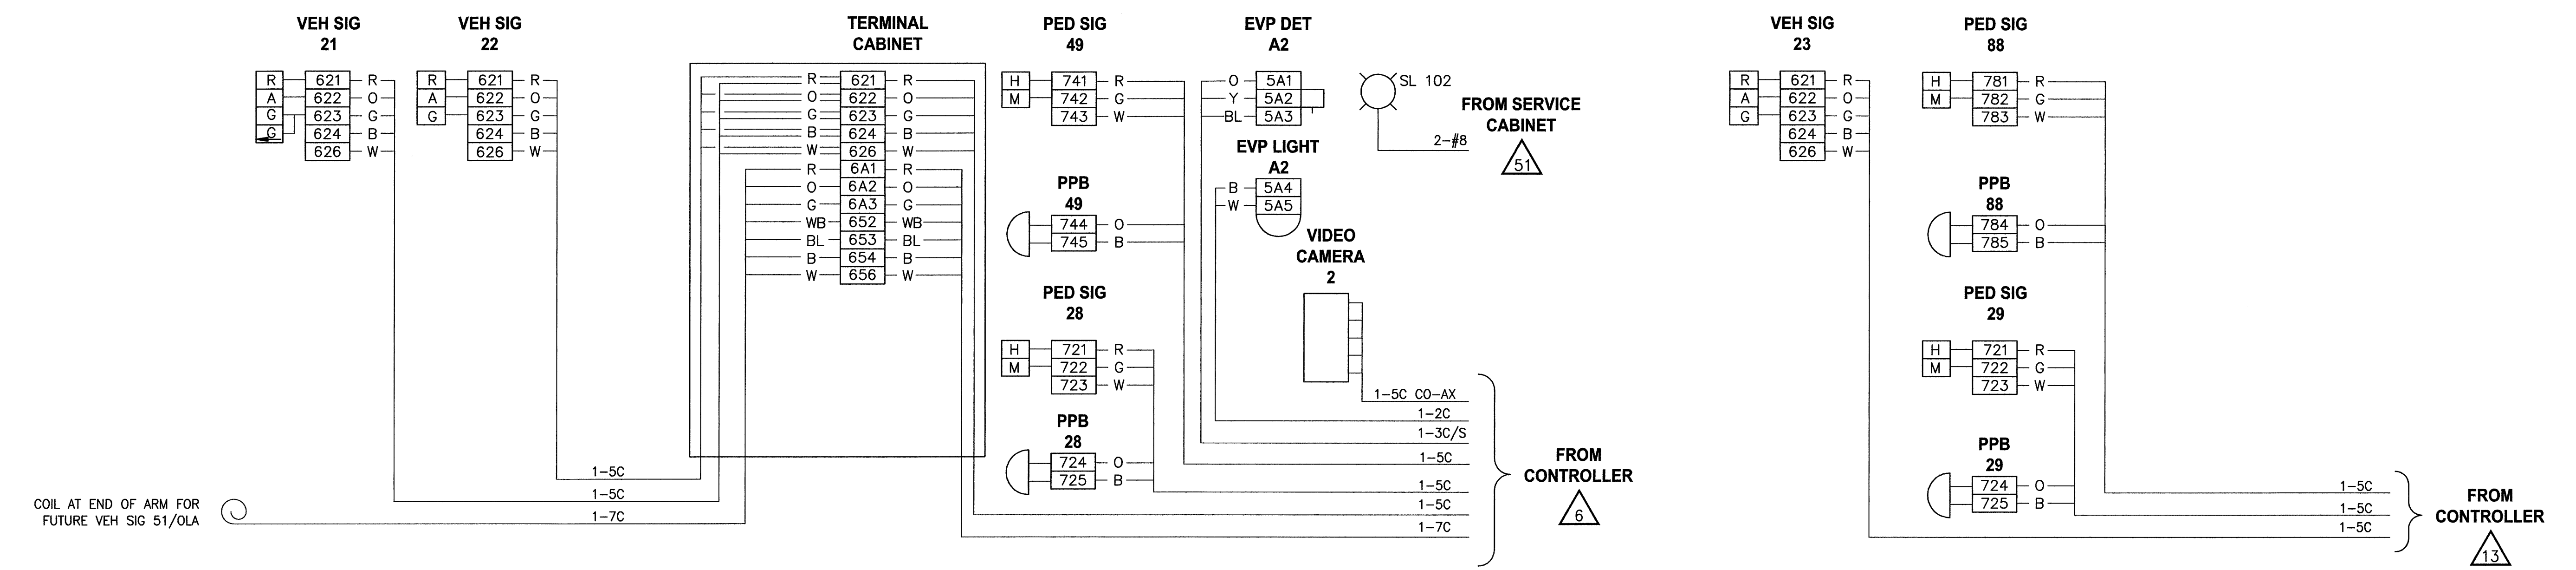 VEH SIG
21
R 621 R
A 622 O
G 623 G
G 624 B
626 W
VEH SIG
22
R 621 R
A 622 O
G 623 G
624 B
626 W
TERMINAL
CABINET
R 621 R
O 622 O
G 623 G
B 624 B
W 626 W
R 6A1 R
O 6A2 O
G 6A3 G
WB 652 WB
BL 653 BL
B 654 B
W 656 W
1-5C
1-5C
1-7C
COIL AT END OF ARM FOR
FUTURE VEH SIG 51/OLA
PED SIG
49
H 741 R
M 742 G
743 W
PPB
49
744 O
745 B
PED SIG
28
H 721 R
M 722 G
723 W
PPB
28
724 O
725 B
EVP DET
A2
O 5A1
Y 5A2
BL 5A3
EVP LIGHT
A2
B 5A4
W 5A5
VIDEO
CAMERA
2
SL 102
2-#8
FROM SERVICE
CABINET
51
1-5C CO-AX
1-2C
1-3C/S
1-5C
1-5C
1-5C
1-7C
FROM
CONTROLLER
6
VEH SIG
23
R 621 R
A 622 O
G 623 G
624 B
626 W
PED SIG
88
H 781 R
M 782 G
783 W
PPB
88
784 O
785 B
PED SIG
29
H 721 R
M 722 G
723 W
PPB
29
724 O
725 B
1-5C
1-5C
1-5C
FROM
CONTROLLER
13